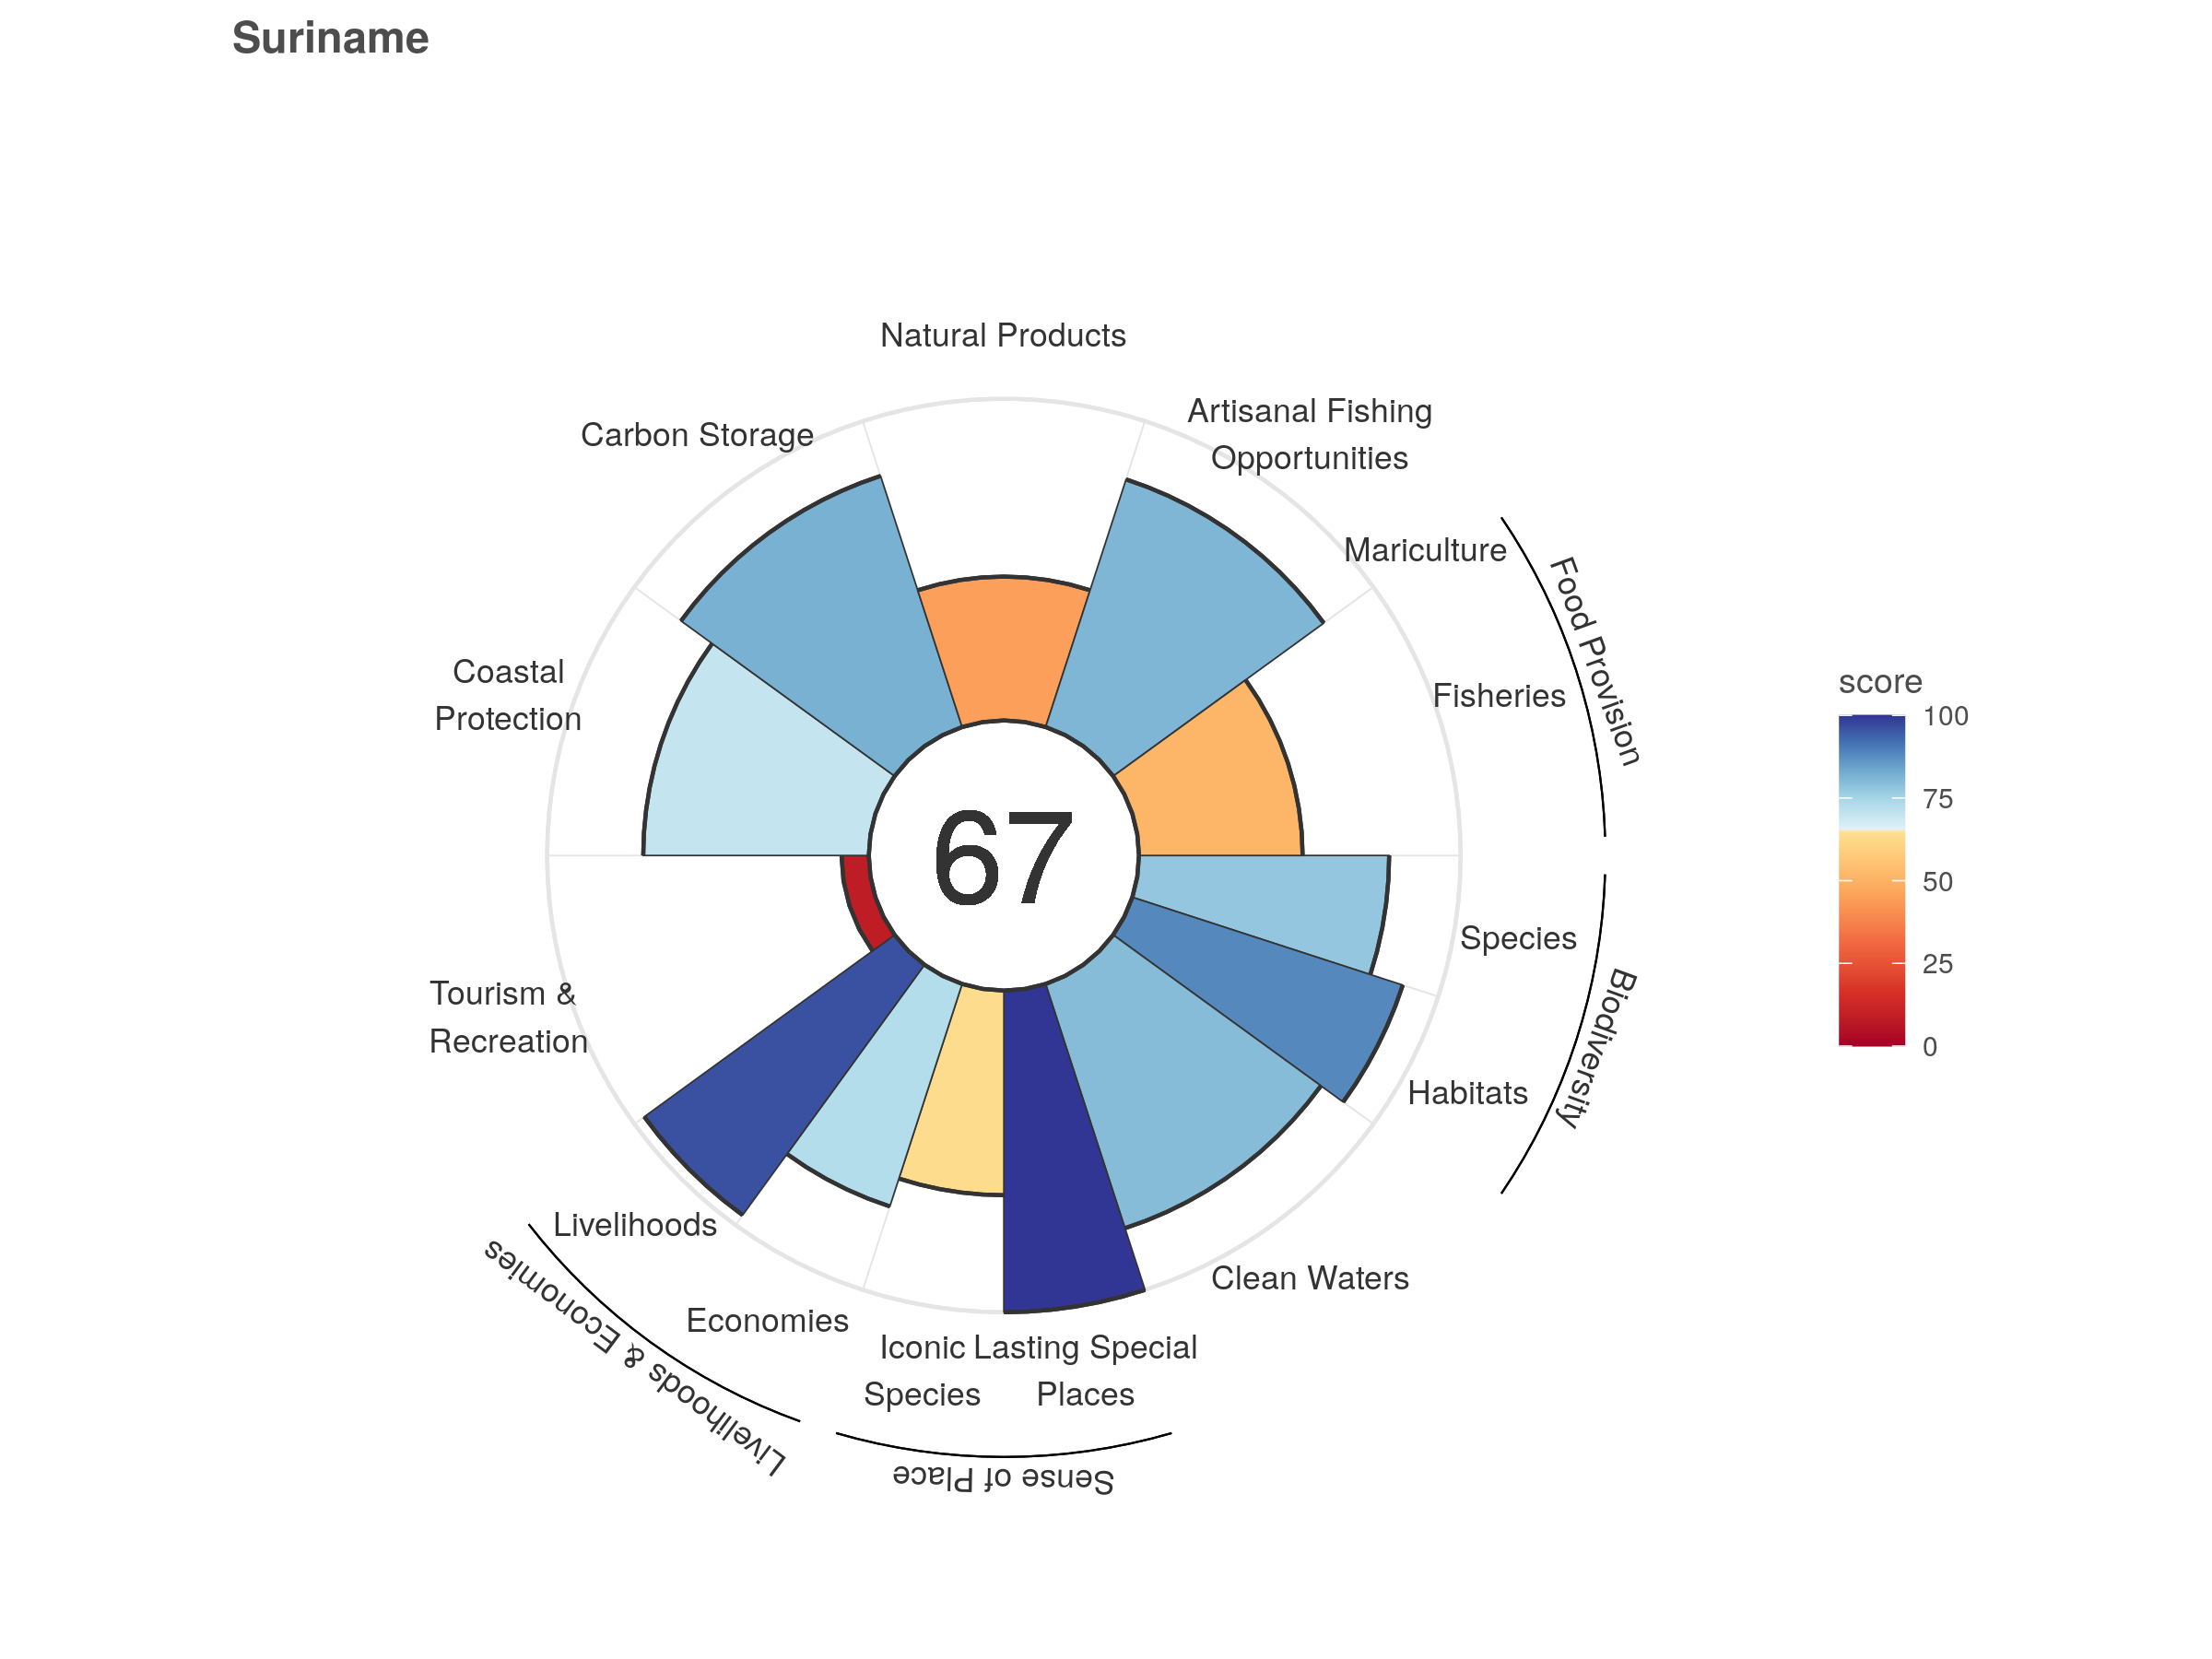 Suriname
Natural Products
Artisanal Fishing
Opportunities
Carbon Storage
Mariculture
Food Provision
Coastal
Protection
Fisheries
score
100
75
50
25
0
67
Species
Biodiversity
Tourism &
Recreation
Habitats
Livelihoods
Clean Waters
Livelihoods & Economies
Economies
Iconic
Species
Lasting Special
Places
Sense of Place